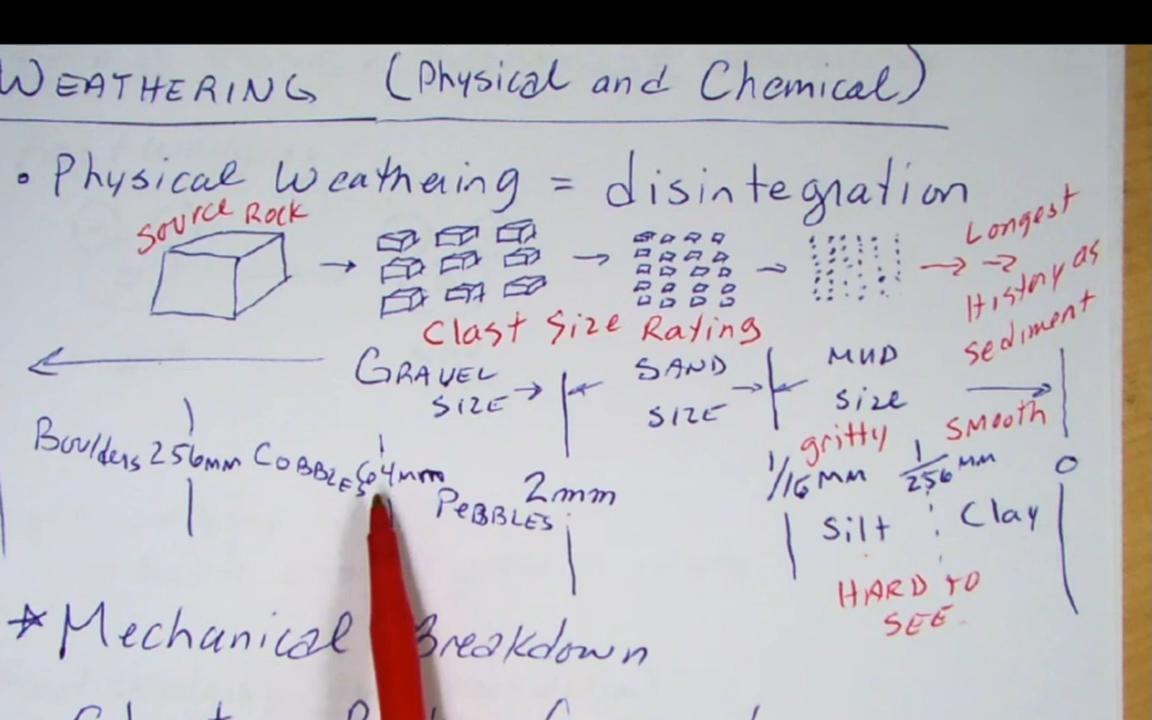 WEATHERING (Physical and Chemical)
• Physical Weathering = disintegration
Source Rock
Longest
History as
sediment
Clast Size Rating
GRAVEL SIZE
SAND SIZE
MUD size
gritty
smooth
Boulders 256mm COBBLES 64mm PeBBLES 2mm 1/16 mm 1/256 mm 0
Silt Clay
HARD TO
SEE
Mechanical Breakdown